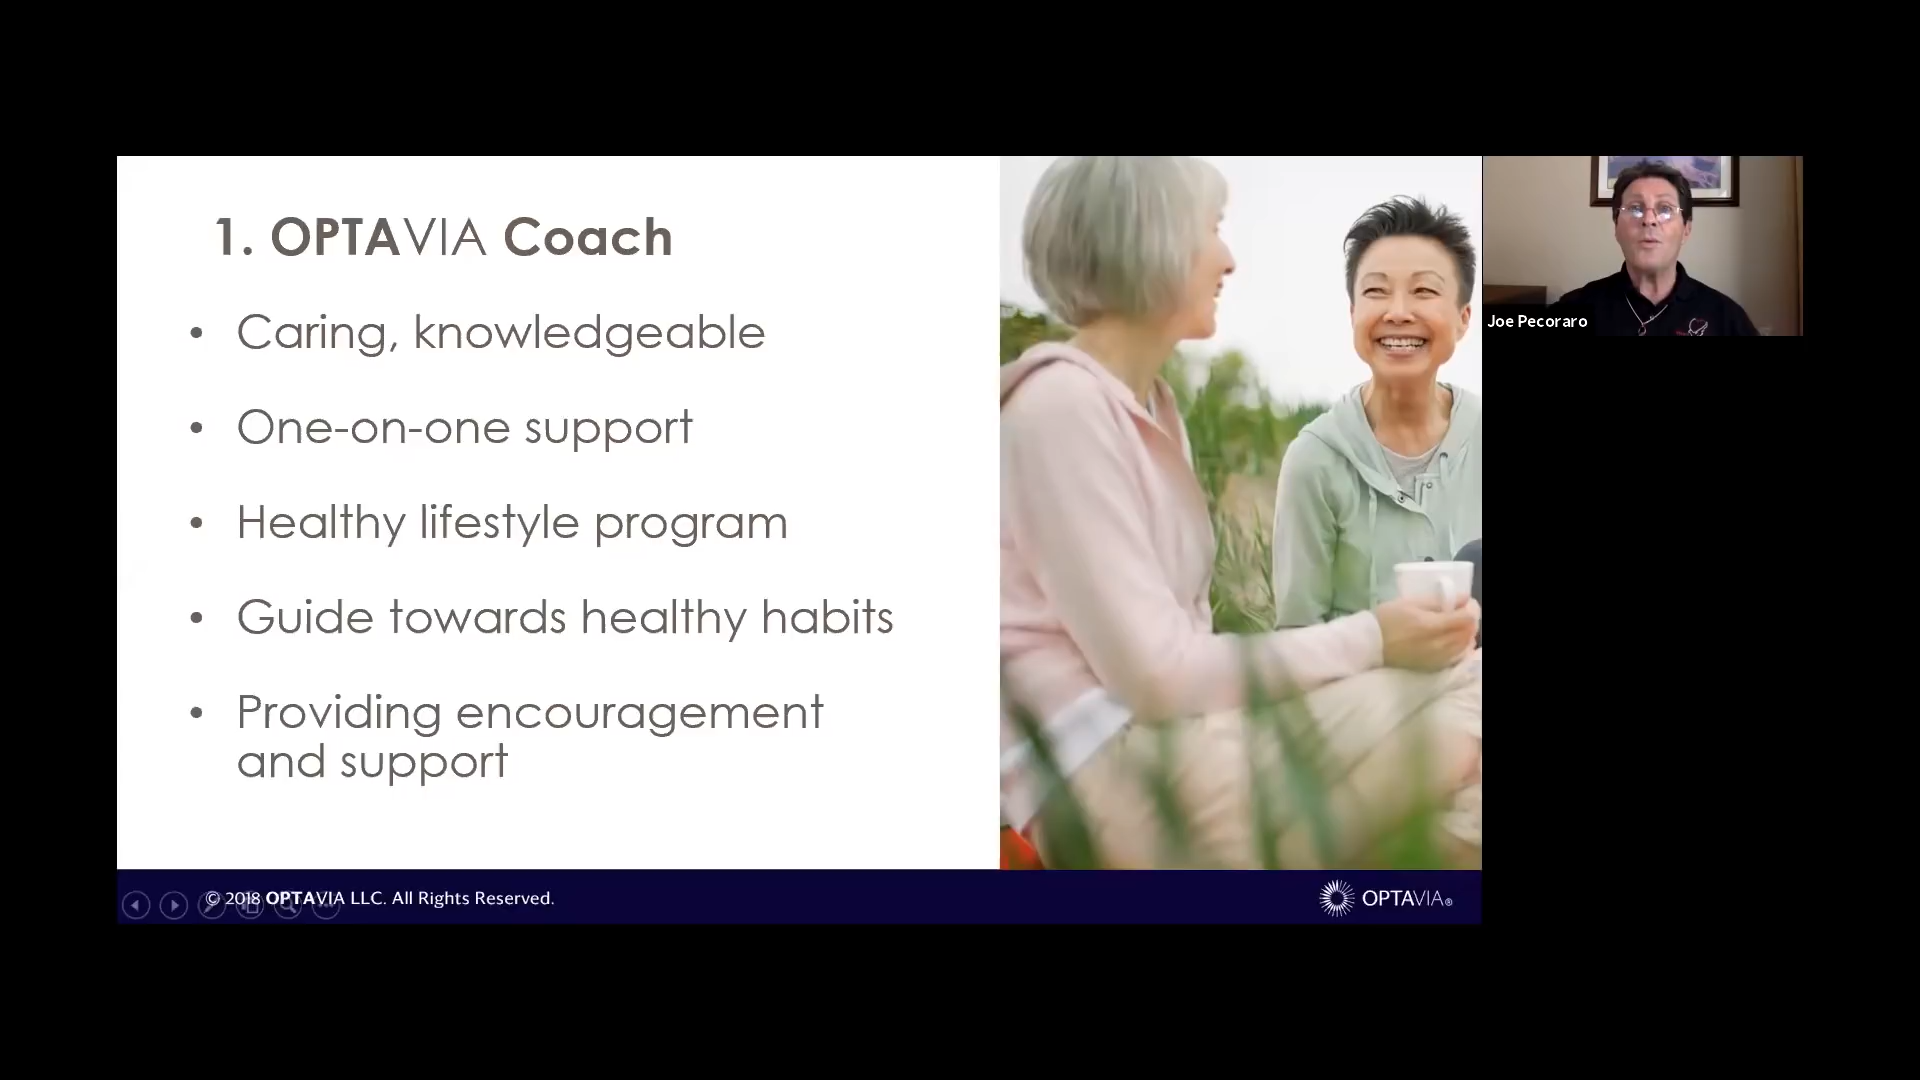 1. OPTAVIA Coach
• Caring, knowledgeable
• One-on-one support
• Healthy lifestyle program
• Guide towards healthy habits
• Providing encouragement
and support
Joe Pecoraro
© 2018 OPTAVIA LLC. All Rights Reserved.
OPTAVIA®